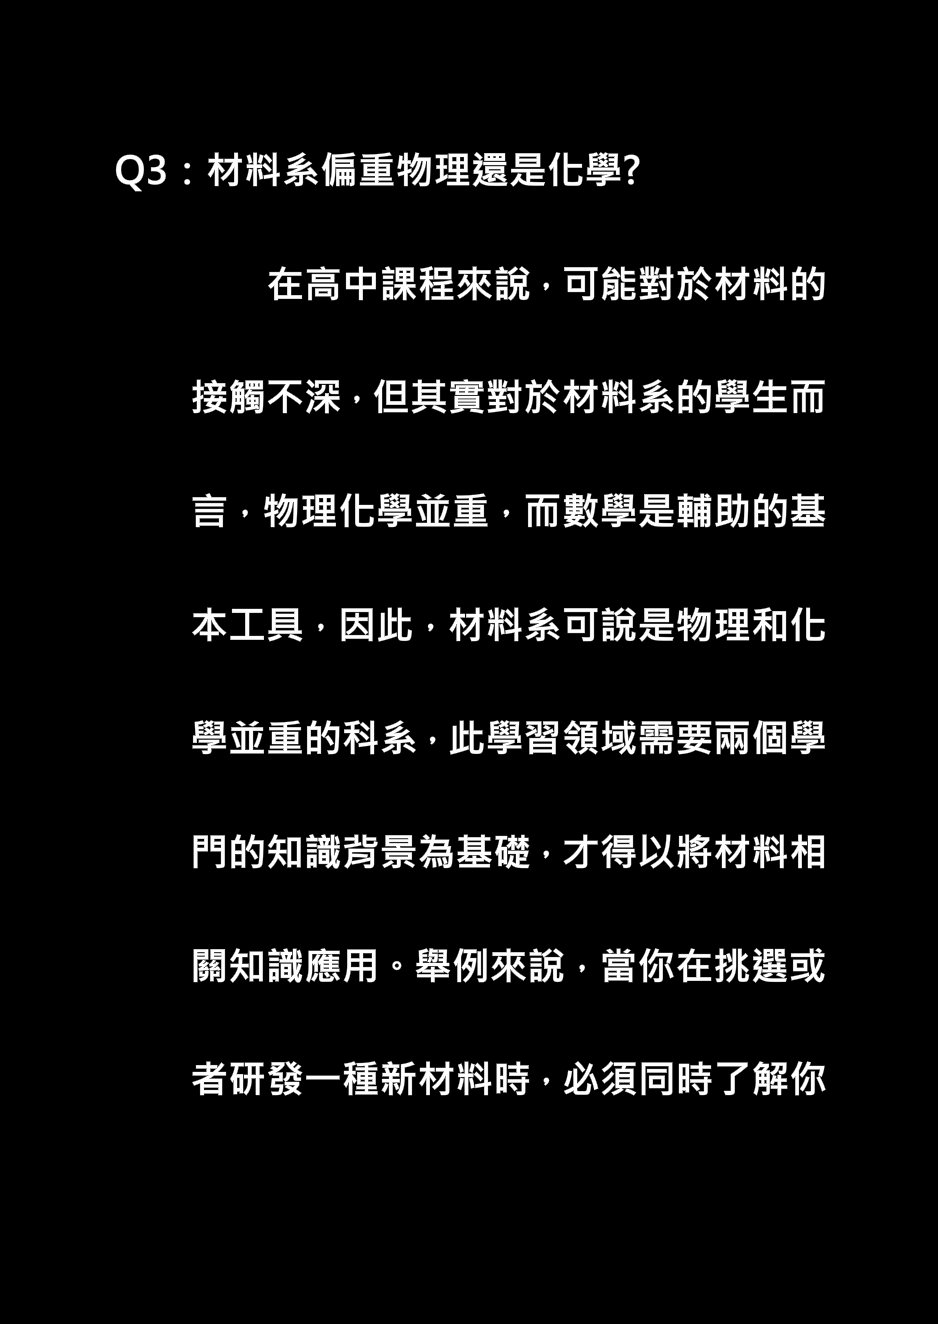 Q3：材料系偏重物理還是化學?
在高中課程來說，可能對於材料的
接觸不深，但其實對於材料系的學生而
言，物理化學並重，而數學是輔助的基
本工具，因此，材料系可說是物理和化
學並重的科系，此學習領域需要兩個學
門的知識背景為基礎，才得以將材料相
關知識應用。舉例來說，當你在挑選或
者研發一種新材料時，必須同時了解你